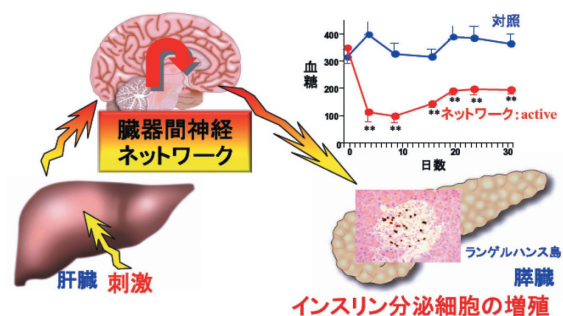 臓器間神経
ネットワーク
肝臓
刺激
対照
血糖
400
300
200
100
0
10
20
30
日数
**
**
**
**
**
**
ネットワーク：active
ランゲルハンス島
膵臓
インスリン分泌細胞の増殖